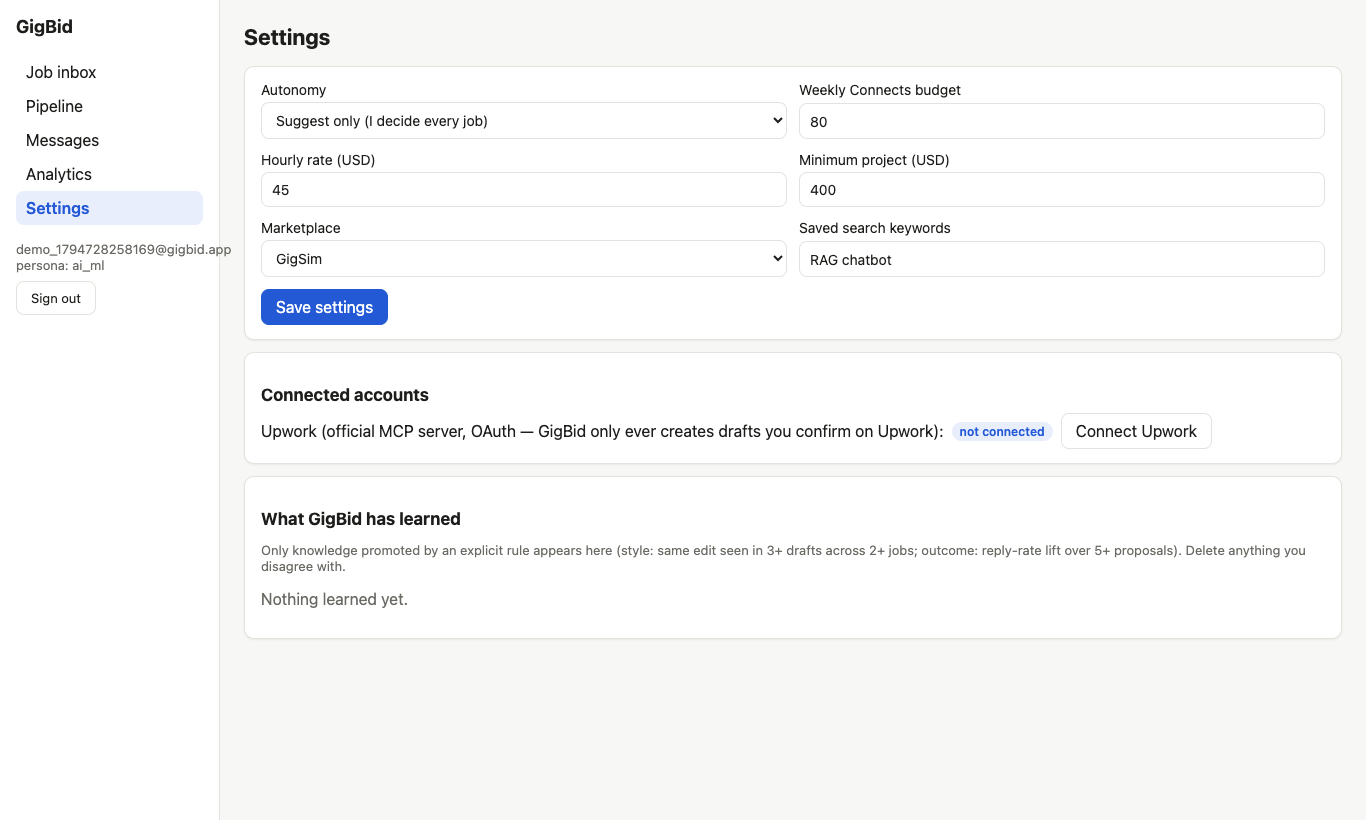 GigBid
Job inbox
Pipeline
Messages
Analytics
Settings
demo_1794728258169@gigbid.app
persona: ai_ml
Sign out
Settings
Autonomy
Suggest only (I decide every job)
Weekly Connects budget
80
Hourly rate (USD)
45
Minimum project (USD)
400
Marketplace
GigSim
Saved search keywords
RAG chatbot
Save settings
Connected accounts
Upwork (official MCP server, OAuth — GigBid only ever creates drafts you confirm on Upwork): not connected Connect Upwork
What GigBid has learned
Only knowledge promoted by an explicit rule appears here (style: same edit seen in 3+ drafts across 2+ jobs; outcome: reply-rate lift over 5+ proposals). Delete anything you
disagree with.
Nothing learned yet.